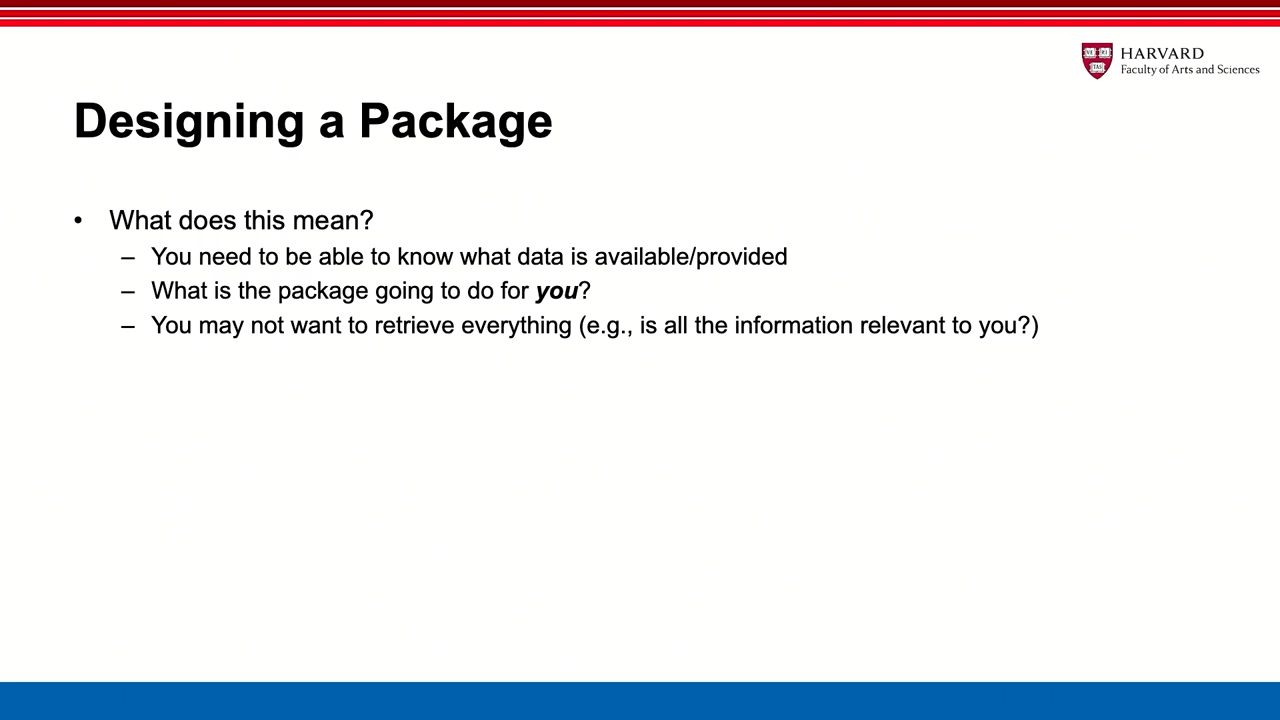 HARVARD
Faculty of Arts and Sciences
Designing a Package
• What does this mean?
– You need to be able to know what data is available/provided
– What is the package going to do for you?
– You may not want to retrieve everything (e.g., is all the information relevant to you?)